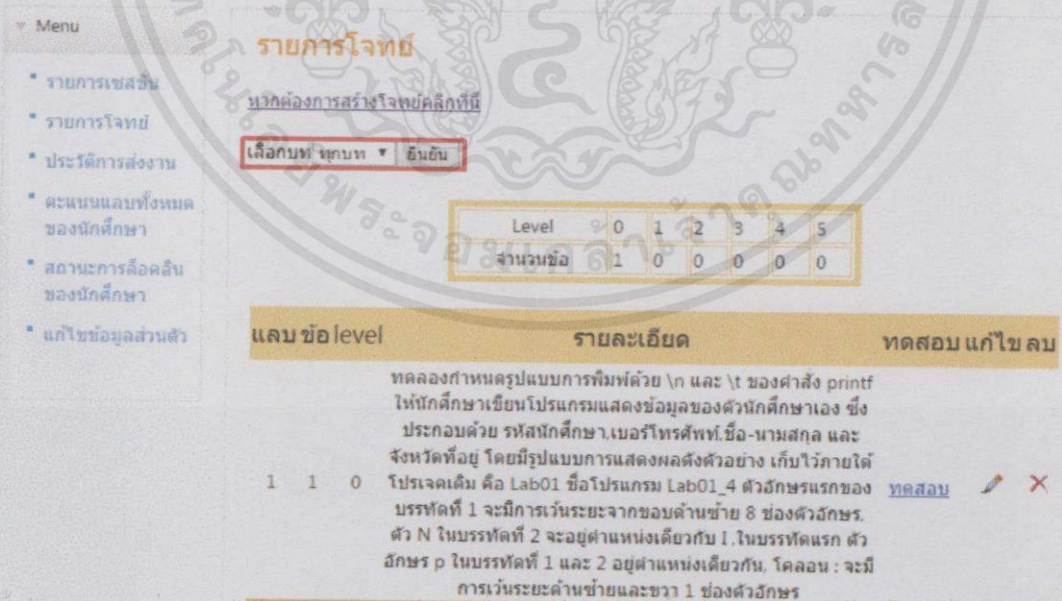 Menu
รายการเซสชัน
รายการโจทย์
ประวัติการส่งงาน
คะแนนแลบทั้งหมด
ของนักศึกษา
สถานะการล็อคอิน
ของนักศึกษา
แก้ไขข้อมูลส่วนตัว
รายการโจทย์
หากต้องการสร้างโจทย์คลิกที่นี่
เลือกบท ทุกบท ยืนยัน
Level 0 1 2 3 4 5
จำนวนข้อ 1 0 0 0 0 0
แลบ ข้อ level รายละเอียด ทดสอบ แก้ไข ลบ
ทดลองกำหนดรูปแบบการพิมพ์ด้วย \n และ \t ของคำสั่ง printf
ให้นักศึกษาเขียนโปรแกรมแสดงข้อมูลของตัวนักศึกษาเอง ซึ่ง
ประกอบด้วย รหัสนักศึกษา,เบอร์โทรศัพท์,ชื่อ-นามสกุล และ
จังหวัดที่อยู่ โดยมีรูปแบบการแสดงผลดังตัวอย่าง เก็บไว้ภายใต้
1 1 0 โปรเจคเดิม คือ Lab01 ชื่อโปรแกรม Lab01_4 ตัวอักษรแรกของ ทดสอบ
บรรทัดที่ 1 จะมีการเว้นระยะจากขอบด้านซ้าย 8 ช่องตัวอักษร,
ตัว N ในบรรทัดที่ 2 จะอยู่ตำแหน่งเดียวกับ I ,ในบรรทัดแรก ตัว
อักษร p ในบรรทัดที่ 1 และ 2 อยู่ตำแหน่งเดียวกัน, โคลอน : จะมี
การเว้นระยะด้านซ้ายและขวา 1 ช่องตัวอักษร